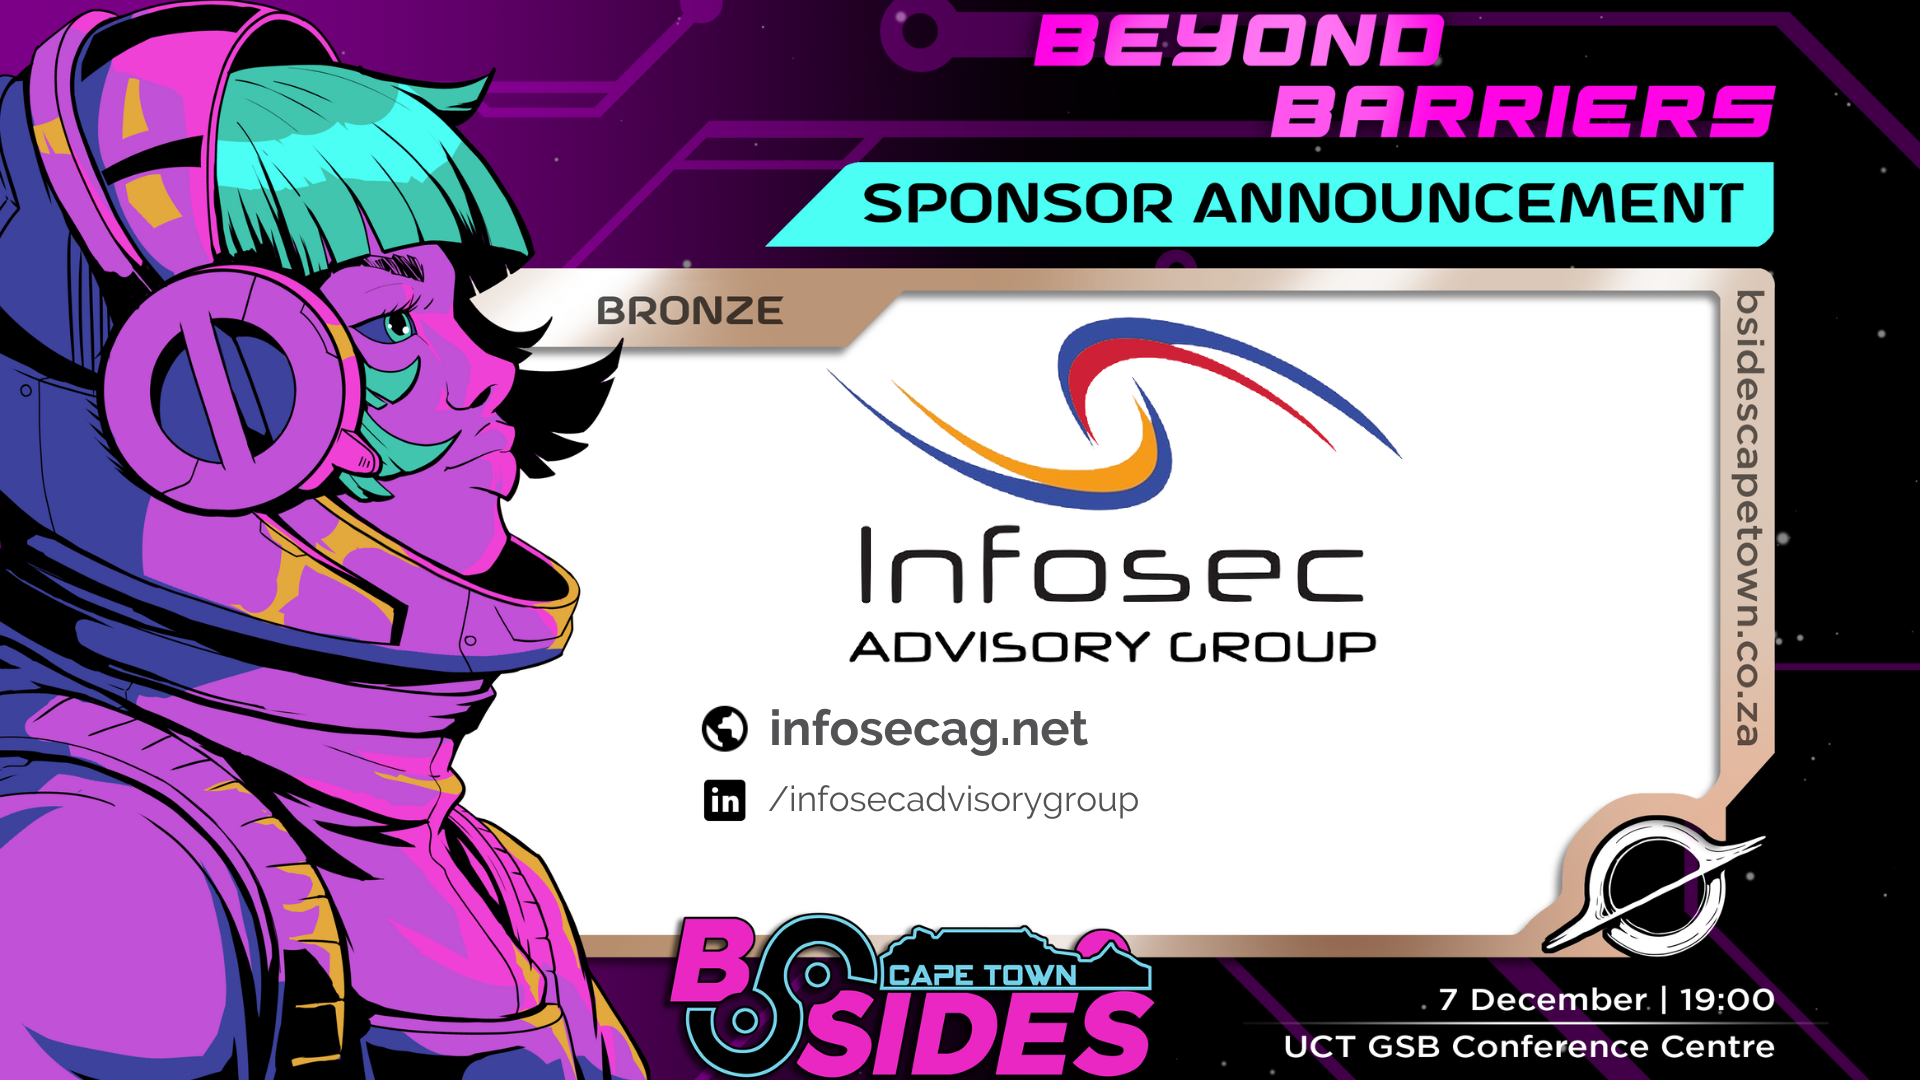 BEYOND
BARRIERS
SPONSOR ANNOUNCEMENT
BRONZE
bsidescapetown.co.za
Infosec
ADVISORY GROUP
infosecag.net
in /infosecadvisorygroup
B
CAPE TOWN
SIDES
7 December | 19:00
UCT GSB Conference Centre